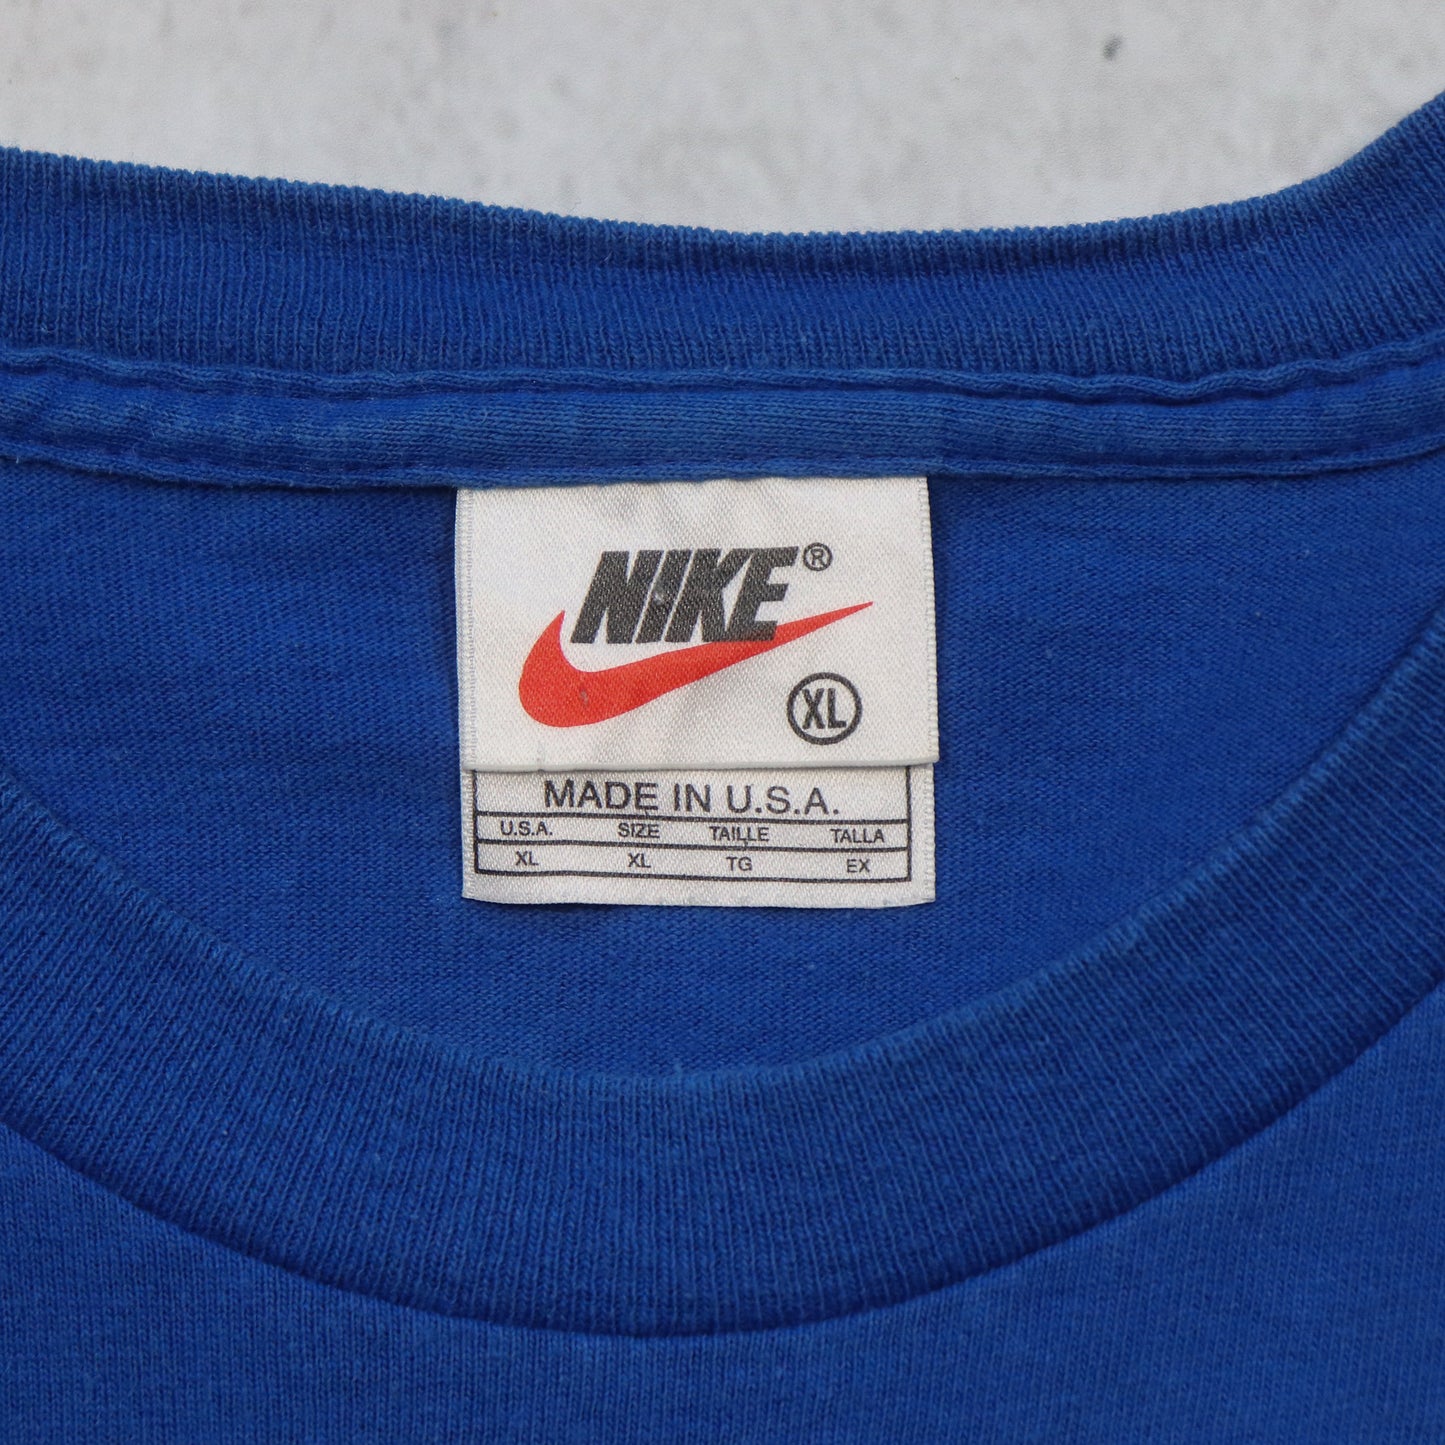 NIKE®
XL
MADE IN U.S.A.
U.S.A. SIZE TAILLE TALLA
XL XL TG EX